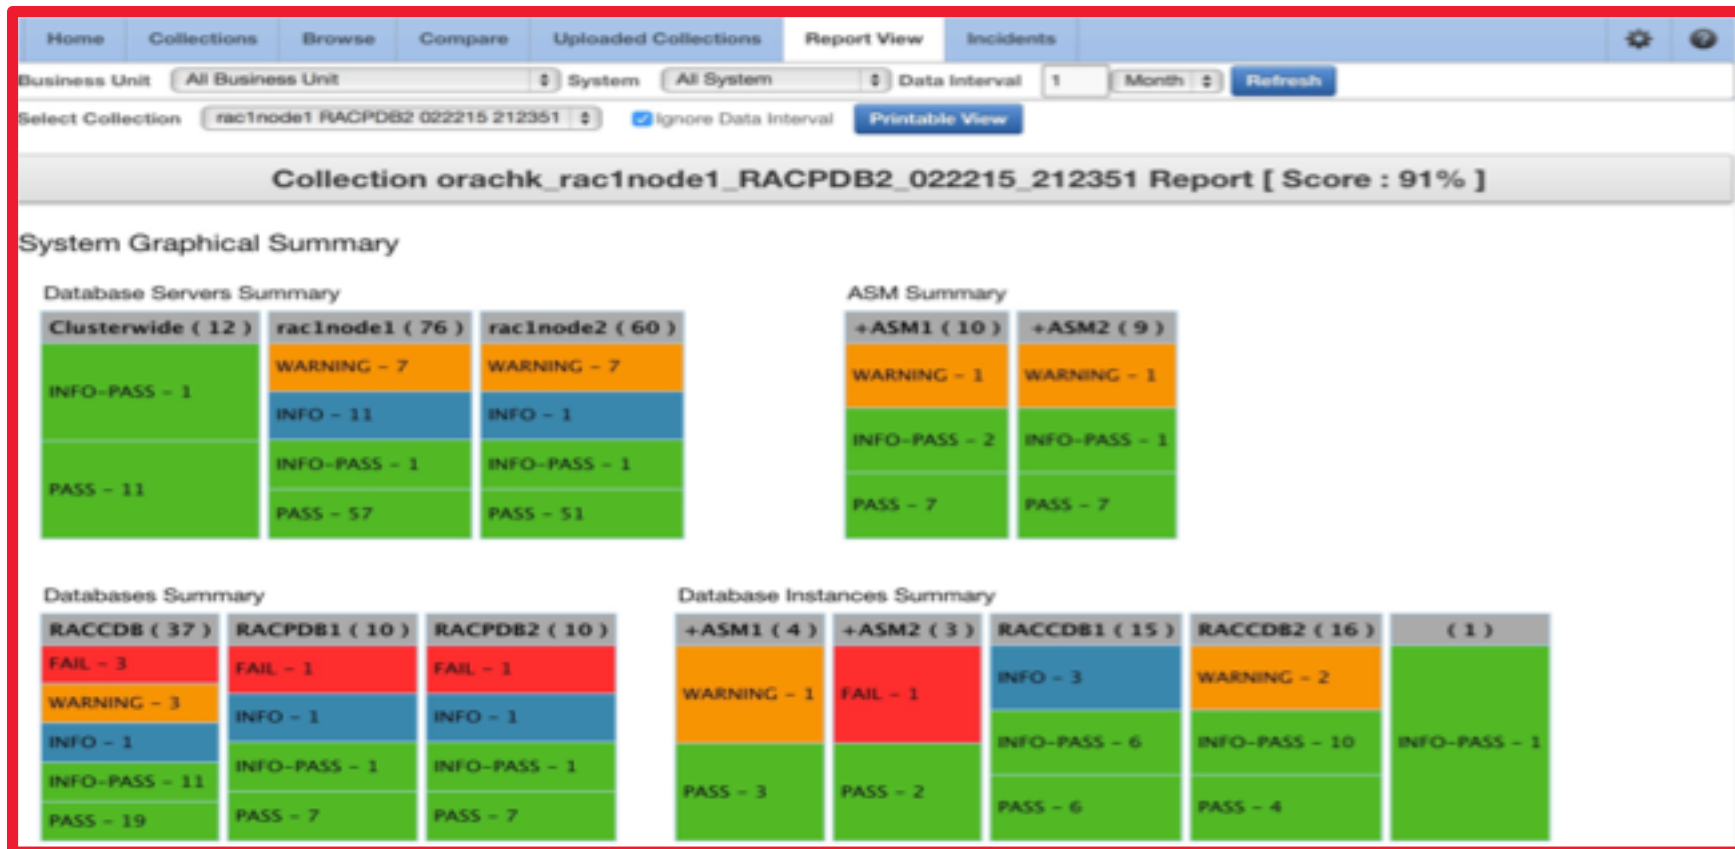 Home Collections Browse Compare Uploaded Collections Report View Incidents
Business Unit All Business Unit System All System Data Interval 1 Month Refresh
Select Collection rac1node1 RACPDB2 022215 212351 Ignore Data Interval Printable View
Collection orachk_rac1node1_RACPDB2_022215_212351 Report [ Score : 91% ]
System Graphical Summary
Database Servers Summary
Clusterwide ( 12 ) rac1node1 ( 76 ) rac1node2 ( 60 )
INFO-PASS - 1
PASS - 11
WARNING - 7
INFO - 11
INFO-PASS - 1
PASS - 57
WARNING - 7
INFO - 1
INFO-PASS - 1
PASS - 51
ASM Summary
+ASM1 ( 10 ) +ASM2 ( 9 )
WARNING - 1 WARNING - 1
INFO-PASS - 2 INFO-PASS - 1
PASS - 7 PASS - 7
Databases Summary
RACCDB ( 37 ) RACPDB1 ( 10 ) RACPDB2 ( 10 )
FAIL - 3
WARNING - 3
INFO - 1
INFO-PASS - 11
PASS - 19
FAIL - 1
INFO - 1
INFO-PASS - 1
PASS - 7
FAIL - 1
INFO - 1
INFO-PASS - 1
PASS - 7
Database Instances Summary
+ASM1 ( 4 ) +ASM2 ( 3 ) RACCDB1 ( 15 ) RACCDB2 ( 16 ) ( 1 )
WARNING - 1
PASS - 3
FAIL - 1
PASS - 2
INFO - 3
INFO-PASS - 6
PASS - 6
WARNING - 2
INFO-PASS - 10
PASS - 4
INFO-PASS - 1